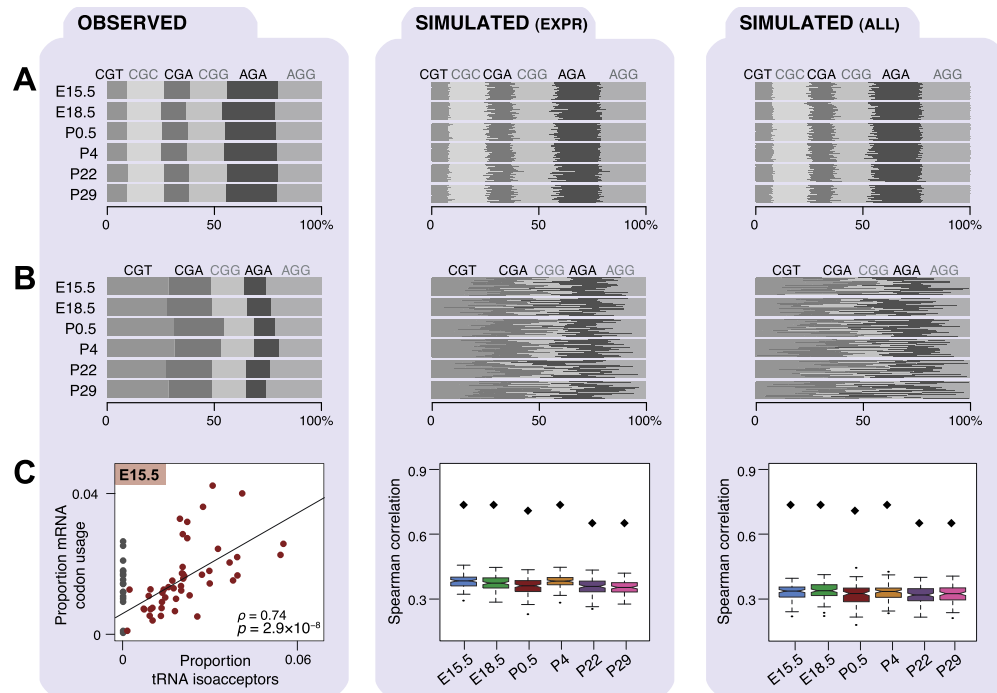 OBSERVED
SIMULATED (EXPR)
SIMULATED (ALL)
A
CGT CGC CGA CGG AGA AGG
CGT CGC CGA CGG AGA AGG
CGT CGC CGA CGG AGA AGG
E15.5
E18.5
P0.5
P4
P22
P29
0 50 100%
0 50 100%
0 50 100%
B
CGT CGA CGG AGA AGG
CGT CGA CGG AGA AGG
CGT CGA CGG AGA AGG
E15.5
E18.5
P0.5
P4
P22
P29
0 50 100%
0 50 100%
0 50 100%
C
E15.5
Proportion mRNA
codon usage
0.04
0
ρ = 0.74
p = 2.9×10⁻⁸
0 0.06
Proportion
tRNA isoacceptors
Spearman correlation
0.9
0.3
E15.5 E18.5 P0.5 P4 P22 P29
Spearman correlation
0.9
0.3
E15.5 E18.5 P0.5 P4 P22 P29